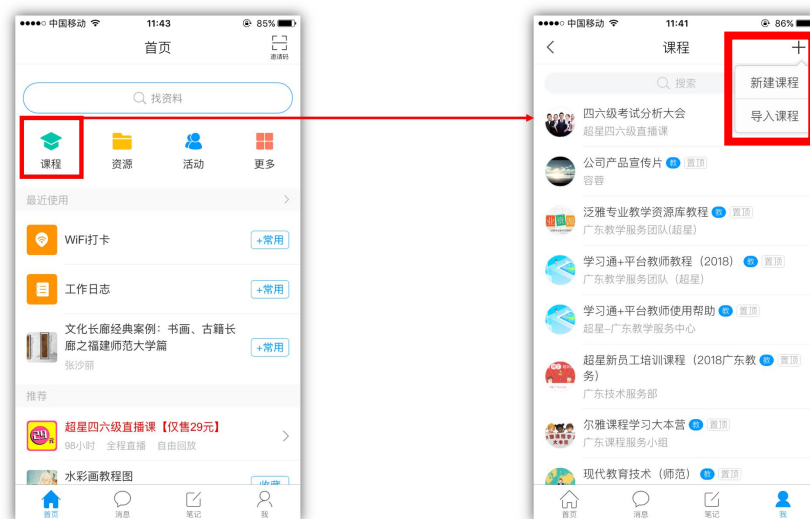 中国移动 11:43 85%
首页
邀请码
找资料
课程 资源 活动 更多
最近使用
WiFi打卡 +常用
工作日志 +常用
文化长廊经典案例：书画、古籍长
廊之福建师范大学篇 +常用
张沙丽
推荐
超星四六级直播课【仅售29元】
98小时 全程直播 自由回放
水彩画教程图
首页 消息 笔记 我
中国移动 11:41 86%
课程
搜索
新建课程
导入课程
四六级考试分析大会
超星四六级直播课
公司产品宣传片 教 置顶
容蓉
泛雅专业教学资源库教程 教 置顶
广东教学服务团队(超星)
学习通+平台教师教程（2018） 教 置顶
广东教学服务团队（超星）
学习通+平台教师使用帮助 教 置顶
超星–广东教学服务中心
超星新员工培训课程（2018广东教 教 置顶
务）
广东技术服务部
尔雅课程学习大本营 教 置顶
广东课程服务小组
现代教育技术（师范） 教 置顶
首页 消息 笔记 我